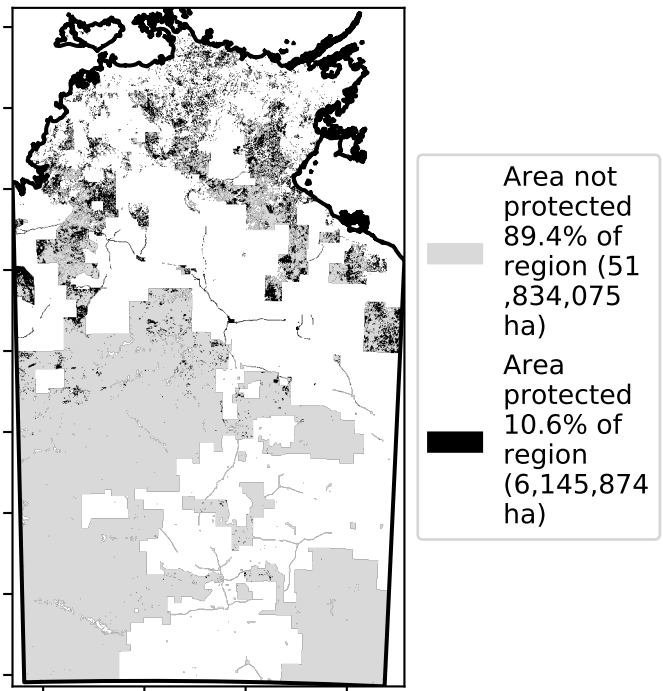 Area not
protected
89.4% of
region (51
,834,075
ha)
Area
protected
10.6% of
region
(6,145,874
ha)